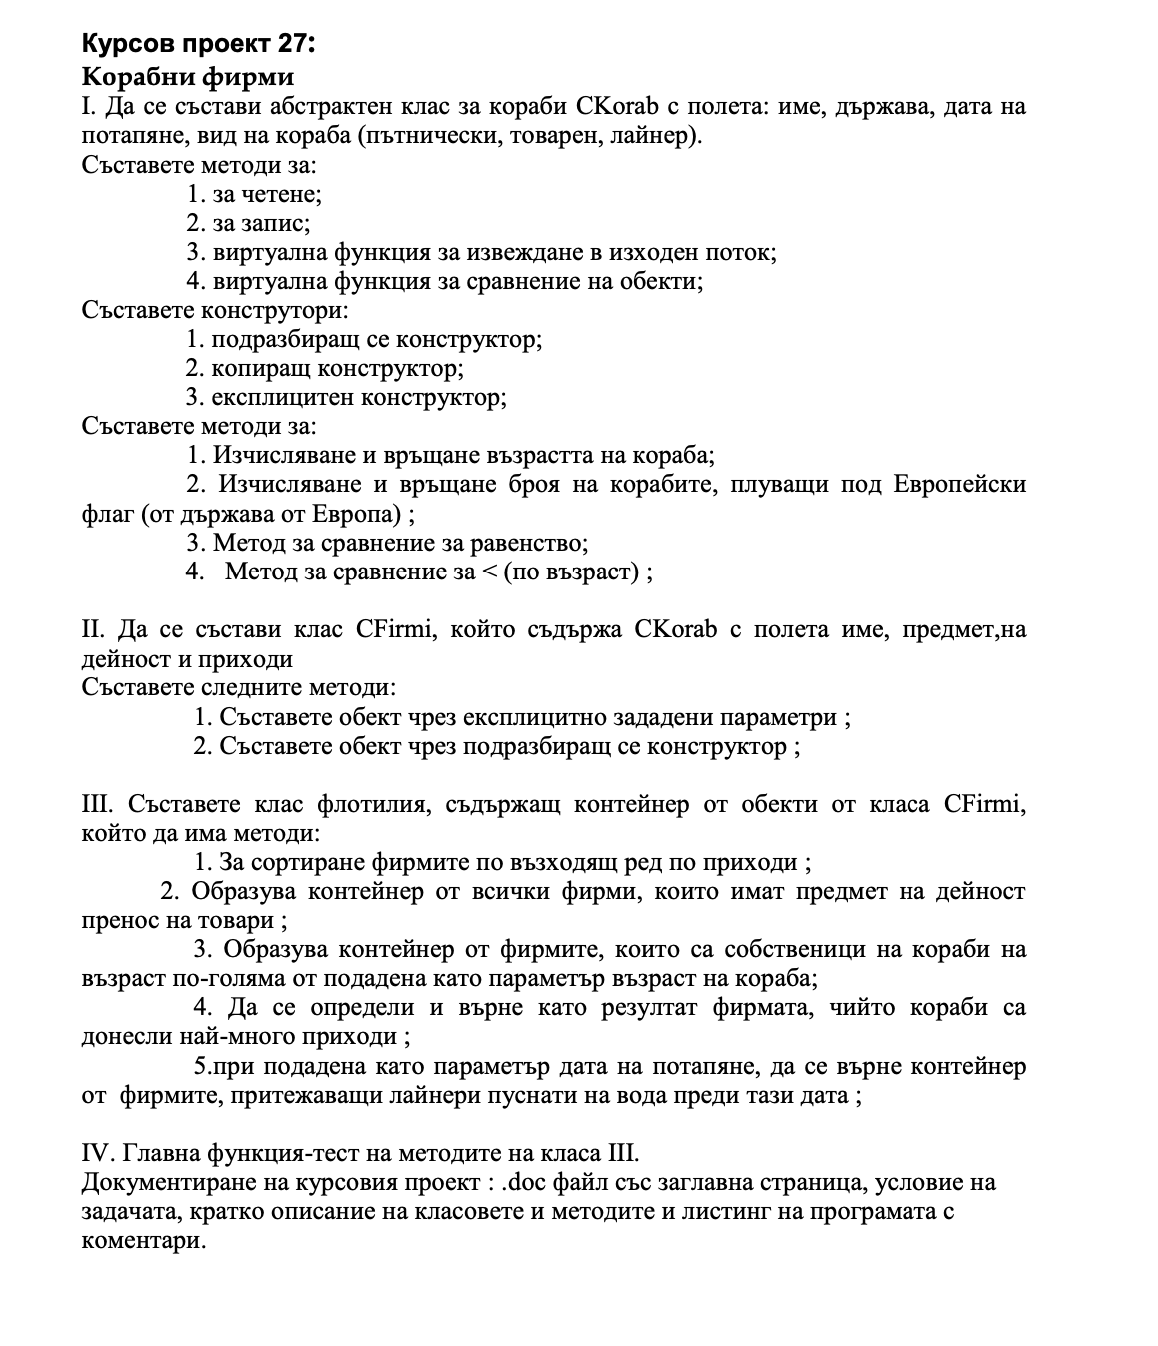 Курсов проект 27:
Корабни фирми
I. Да се състави абстрактен клас за кораби CKorab с полета: име, държава, дата на
потапяне, вид на кораба (пътнически, товарен, лайнер).
Съставете методи за:
1. за четене;
2. за запис;
3. виртуална функция за извеждане в изходен поток;
4. виртуална функция за сравнение на обекти;
Съставете конструтори:
1. подразбиращ се конструктор;
2. копиращ конструктор;
3. експлицитен конструктор;
Съставете методи за:
1. Изчисляване и връщане възрастта на кораба;
2. Изчисляване и връщане броя на корабите, плуващи под Европейски
флаг (от държава от Европа) ;
3. Метод за сравнение за равенство;
4. Метод за сравнение за < (по възраст) ;
II. Да се състави клас CFirmi, който съдържа CKorab с полета име, предмет,на
дейност и приходи
Съставете следните методи:
1. Съставете обект чрез експлицитно зададени параметри ;
2. Съставете обект чрез подразбиращ се конструктор ;
III. Съставете клас флотилия, съдържащ контейнер от обекти от класа CFirmi,
който да има методи:
1. За сортиране фирмите по възходящ ред по приходи ;
2. Образува контейнер от всички фирми, които имат предмет на дейност
пренос на товари ;
3. Образува контейнер от фирмите, които са собственици на кораби на
възраст по-голяма от подадена като параметър възраст на кораба;
4. Да се определи и върне като резултат фирмата, чийто кораби са
донесли най-много приходи ;
5.при подадена като параметър дата на потапяне, да се върне контейнер
от фирмите, притежаващи лайнери пуснати на вода преди тази дата ;
IV. Главна функция-тест на методите на класа III.
Документиране на курсовия проект : .doc файл със заглавна страница, условие на
задачата, кратко описание на класовете и методите и листинг на програмата с
коментари.